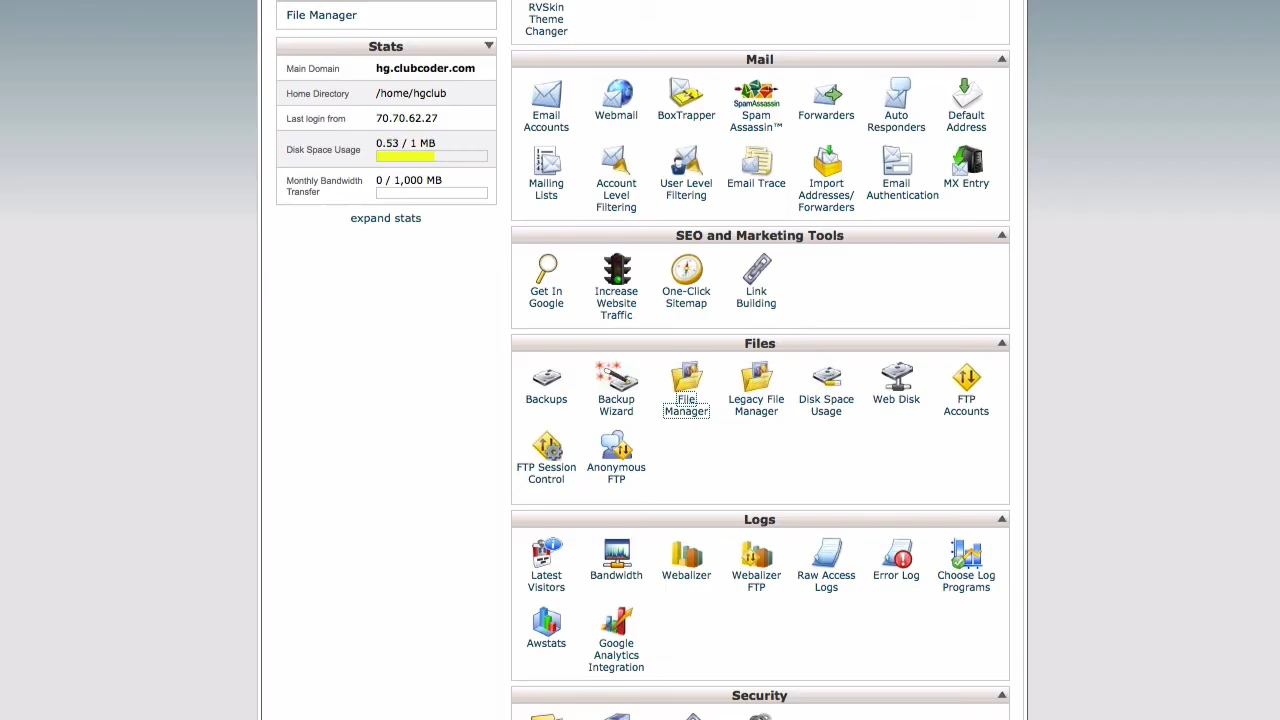 File Manager
Stats
Main Domain hg.clubcoder.com
Home Directory /home/hgclub
Last login from 70.70.62.27
Disk Space Usage 0.53 / 1 MB
Monthly Bandwidth Transfer 0 / 1,000 MB
expand stats
RVSkin
Theme
Changer
Mail
Email Accounts
Webmail
BoxTrapper
SpamAssassin
Spam Assassin™
Forwarders
Auto Responders
Default Address
Mailing Lists
Account Level Filtering
User Level Filtering
Email Trace
Import Addresses/ Forwarders
Email Authentication
MX Entry
SEO and Marketing Tools
Get In Google
Increase Website Traffic
One-Click Sitemap
Link Building
Files
Backups
Backup Wizard
File Manager
Legacy File Manager
Disk Space Usage
Web Disk
FTP Accounts
FTP Session Control
Anonymous FTP
Logs
Latest Visitors
Bandwidth
Webalizer
Webalizer FTP
Raw Access Logs
Error Log
Choose Log Programs
Awstats
Google Analytics Integration
Security